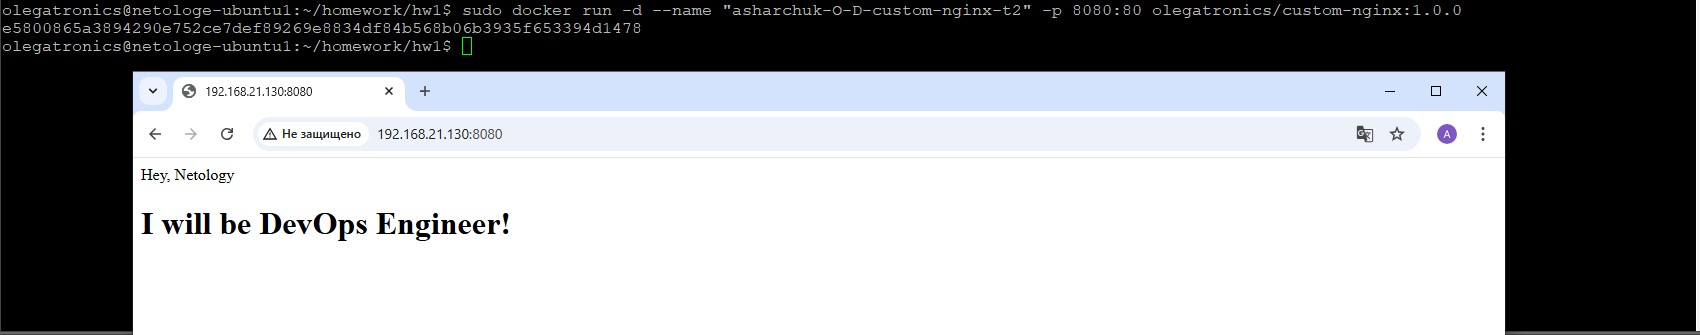 olegatronics@netologe-ubuntu1:~/homework/hw1$ sudo docker run -d --name "asharchuk-O-D-custom-nginx-t2" -p 8080:80 olegatronics/custom-nginx:1.0.0
e5800865a3894290e752ce7def89269e8834df84b568b06b3935f653394d1478
olegatronics@netologe-ubuntu1:~/homework/hw1$
192.168.21.130:8080
Не защищено 192.168.21.130:8080
A
Hey, Netology
I will be DevOps Engineer!